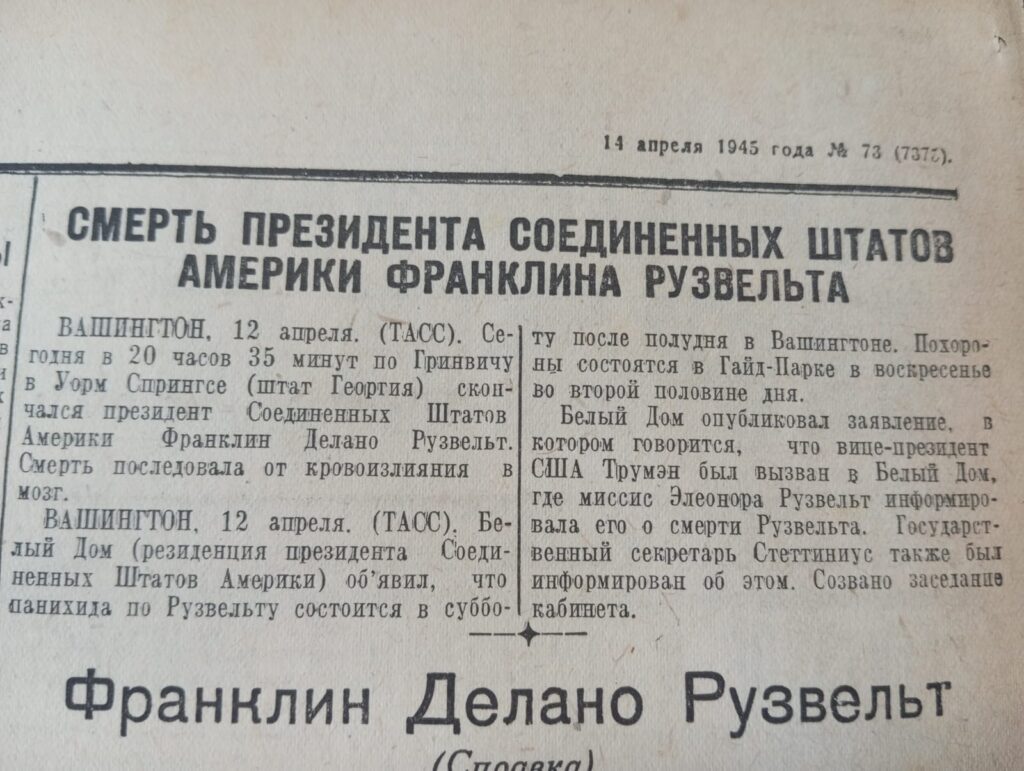 14 апреля 1945 года № 73 (7375).
СМЕРТЬ ПРЕЗИДЕНТА СОЕДИНЕННЫХ ШТАТОВ
АМЕРИКИ ФРАНКЛИНА РУЗВЕЛЬТА
ВАШИНГТОН, 12 апреля. (ТАСС). Се-
годня в 20 часов 35 минут по Гринвичу
в Уорм Спрингсе (штат Георгия) скон-
чался президент Соединенных Штатов
Америки Франклин Делано Рузвельт.
Смерть последовала от кровоизлияния в
мозг.
ВАШИНГТОН, 12 апреля. (ТАСС). Бе-
лый Дом (резиденция президента Соеди-
ненных Штатов Америки) об'явил, что
панихида по Рузвельту состоится в суббо-
ту после полудня в Вашингтоне. Похоро-
ны состоятся в Гайд-Парке в воскресенье
во второй половине дня.
Белый Дом опубликовал заявление, в
котором говорится, что вице-президент
США Трумэн был вызван в Белый Дом,
где миссис Элеонора Рузвельт информиро-
вала его о смерти Рузвельта. Государст-
венный секретарь Стеттиниус также был
информирован об этом. Созвано заседание
кабинета.
Франклин Делано Рузвельт
(Справка)